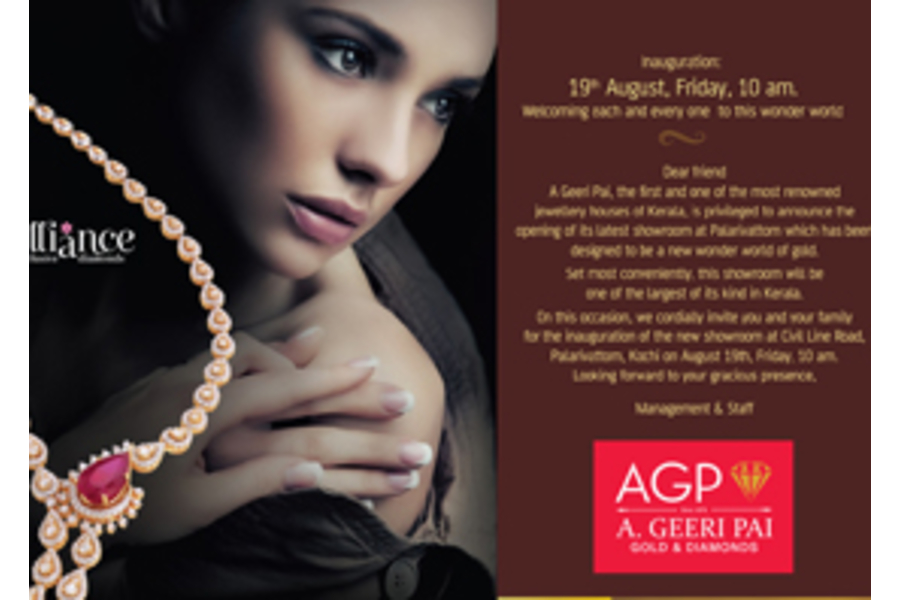 lliance
diamonds
Inauguration:
19th August, Friday, 10 am.
Welcoming each and every one to this wonder world
Dear friend
A Geeri Pai, the first and one of the most renowned
jewellery houses of Kerala, is privileged to announce the
opening of its latest showroom at Palarivattom which has been
designed to be a new wonder world of gold.
Set most conveniently, this showroom will be
one of the largest of its kind in Kerala.
On this occasion, we cordially invite you and your family
for the inauguration of the new showroom at Civil Line Road,
Palarivattom, Kochi on August 19th, Friday, 10 am.
Looking forward to your gracious presence,
Management & Staff
AGP
A. GEERI PAI
GOLD & DIAMONDS